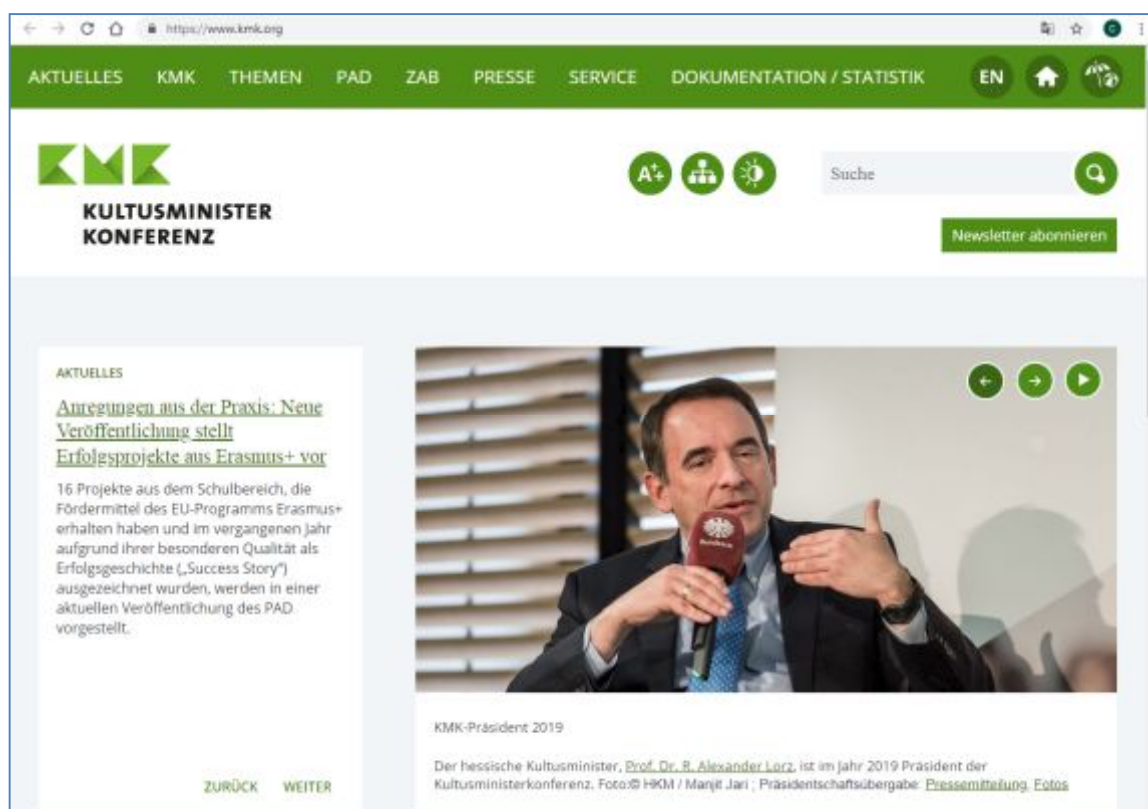 https://www.kmk.org
AKTUELLES KMK THEMEN PAD ZAB PRESSE SERVICE DOKUMENTATION / STATISTIK EN
KMK
KULTUSMINISTER
KONFERENZ
A++
Suche
Newsletter abonnieren
AKTUELLES
Anregungen aus der Praxis: Neue
Veröffentlichung stellt
Erfolgsprojekte aus Erasmus+ vor
16 Projekte aus dem Schulbereich, die
Fördermittel des EU-Programms Erasmus+
erhalten haben und im vergangenen Jahr
aufgrund ihrer besonderen Qualität als
Erfolgsgeschichte („Success Story“)
ausgezeichnet wurden, werden in einer
aktuellen Veröffentlichung des PAD
vorgestellt.
ZURÜCK WEITER
KMK-Präsident 2019
Der hessische Kultusminister, Prof. Dr. R. Alexander Lorz, ist im Jahr 2019 Präsident der
Kultusministerkonferenz. Foto:© HKM / Manjit Jari ; Präsidentschaftsübergabe: Pressemitteilung, Fotos